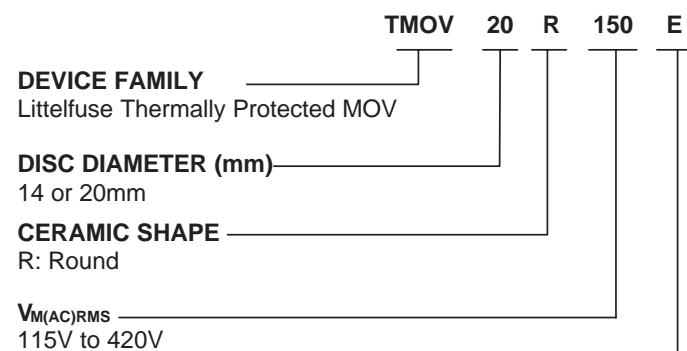 TMOV 20 R 150 E
DEVICE FAMILY
Littelfuse Thermally Protected MOV
DISC DIAMETER (mm)
14 or 20mm
CERAMIC SHAPE
R: Round
VM(AC)RMS
115V to 420V